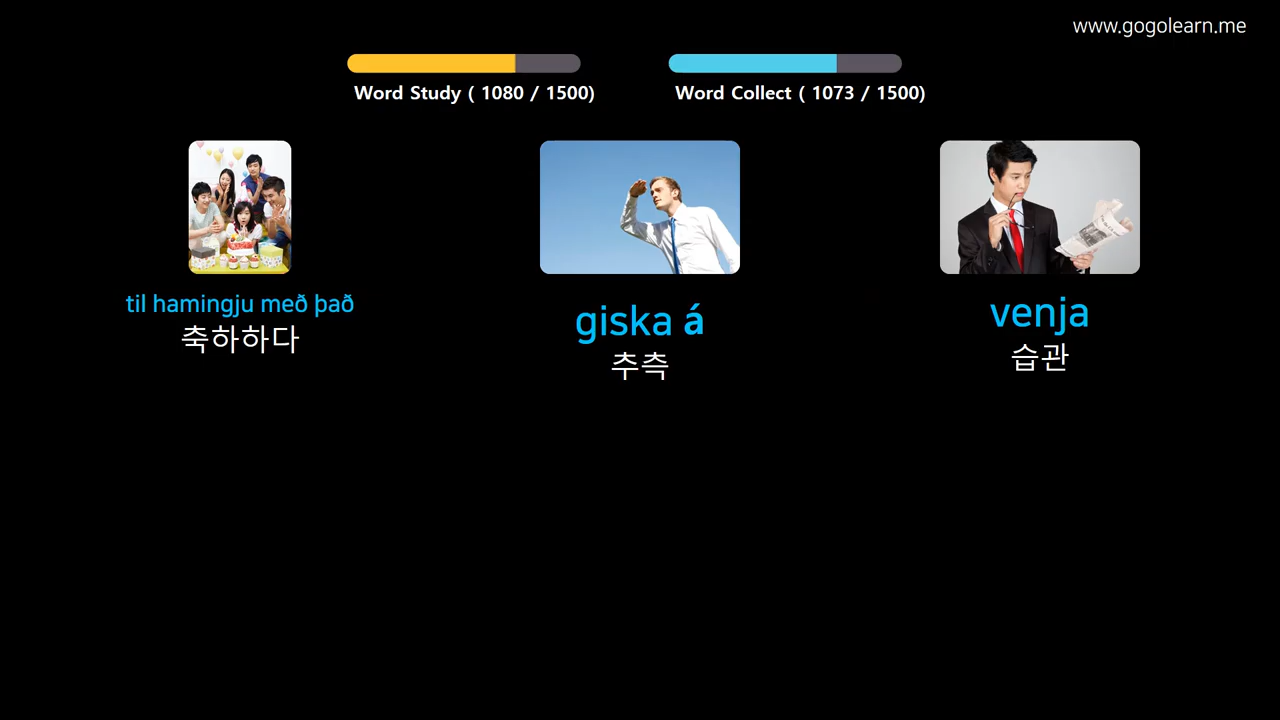 www.gogolearn.me
Word Study ( 1080 / 1500)
Word Collect ( 1073 / 1500)
til hamingju með það
축하하다
giska á
추측
venja
습관